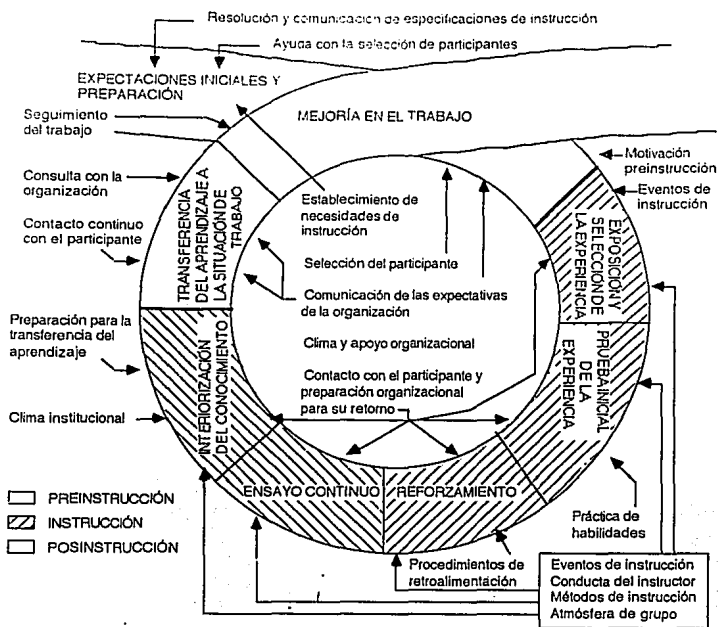 Resolución y comunicación de especificaciones de instrucción
Ayuda con la selección de participantes
EXPECTACIONES INICIALES Y
PREPARACIÓN
MEJORÍA EN EL TRABAJO
Seguimiento
del trabajo
Motivación
preinstrucción
Eventos de
instrucción
Consulta con la
organización
Contacto continuo
con el participante
TRANSFERENCIA
DEL APRENDIZAJE A
LA SITUACIÓN DE
TRABAJO
Establecimiento de
necesidades de
instrucción
Selección del participante
Comunicación de las expectativas
de la organización
Clima y apoyo organizacional
Contacto con el participante y
preparación organizacional
para su retorno
EXPOSICIÓN Y
SELECCIÓN DE
LA EXPERIENCIA
PRUEBA INICIAL
DE LA
EXPERIENCIA
Preparación para la
transferencia del
aprendizaje
Clima institucional
INTERIORIZACIÓN
DEL CONOCIMIENTO
ENSAYO CONTINUO
REFORZAMIENTO
Práctica de
habilidades
PREINSTRUCCIÓN
INSTRUCCIÓN
POSINSTRUCCIÓN
Procedimientos de
retroalimentación
Eventos de instrucción
Conducta del instructor
Métodos de instrucción
Atmósfera de grupo